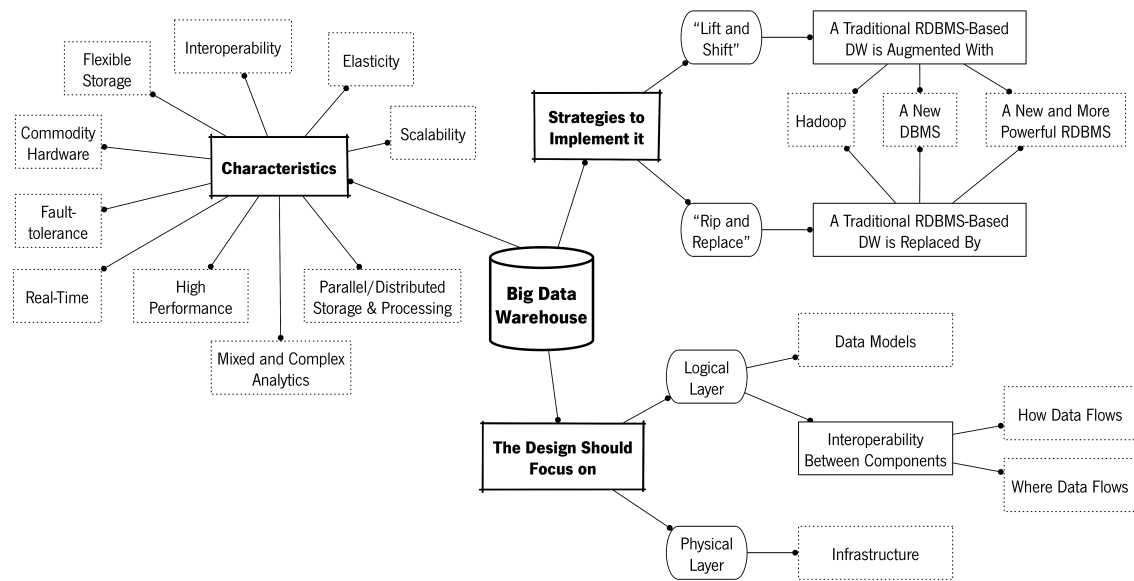 Flexible
Storage
Interoperability
Elasticity
Scalability
Commodity
Hardware
Characteristics
Fault-
tolerance
Real-Time
High
Performance
Parallel/Distributed
Storage & Processing
Mixed and Complex
Analytics
Big Data
Warehouse
Strategies to
Implement it
“Lift and
Shift”
A Traditional RDBMS-Based
DW is Augmented With
Hadoop
A New
DBMS
A New and More
Powerful RDBMS
“Rip and
Replace”
A Traditional RDBMS-Based
DW is Replaced By
The Design Should
Focus on
Logical
Layer
Data Models
Interoperability
Between Components
How Data Flows
Where Data Flows
Physical
Layer
Infrastructure